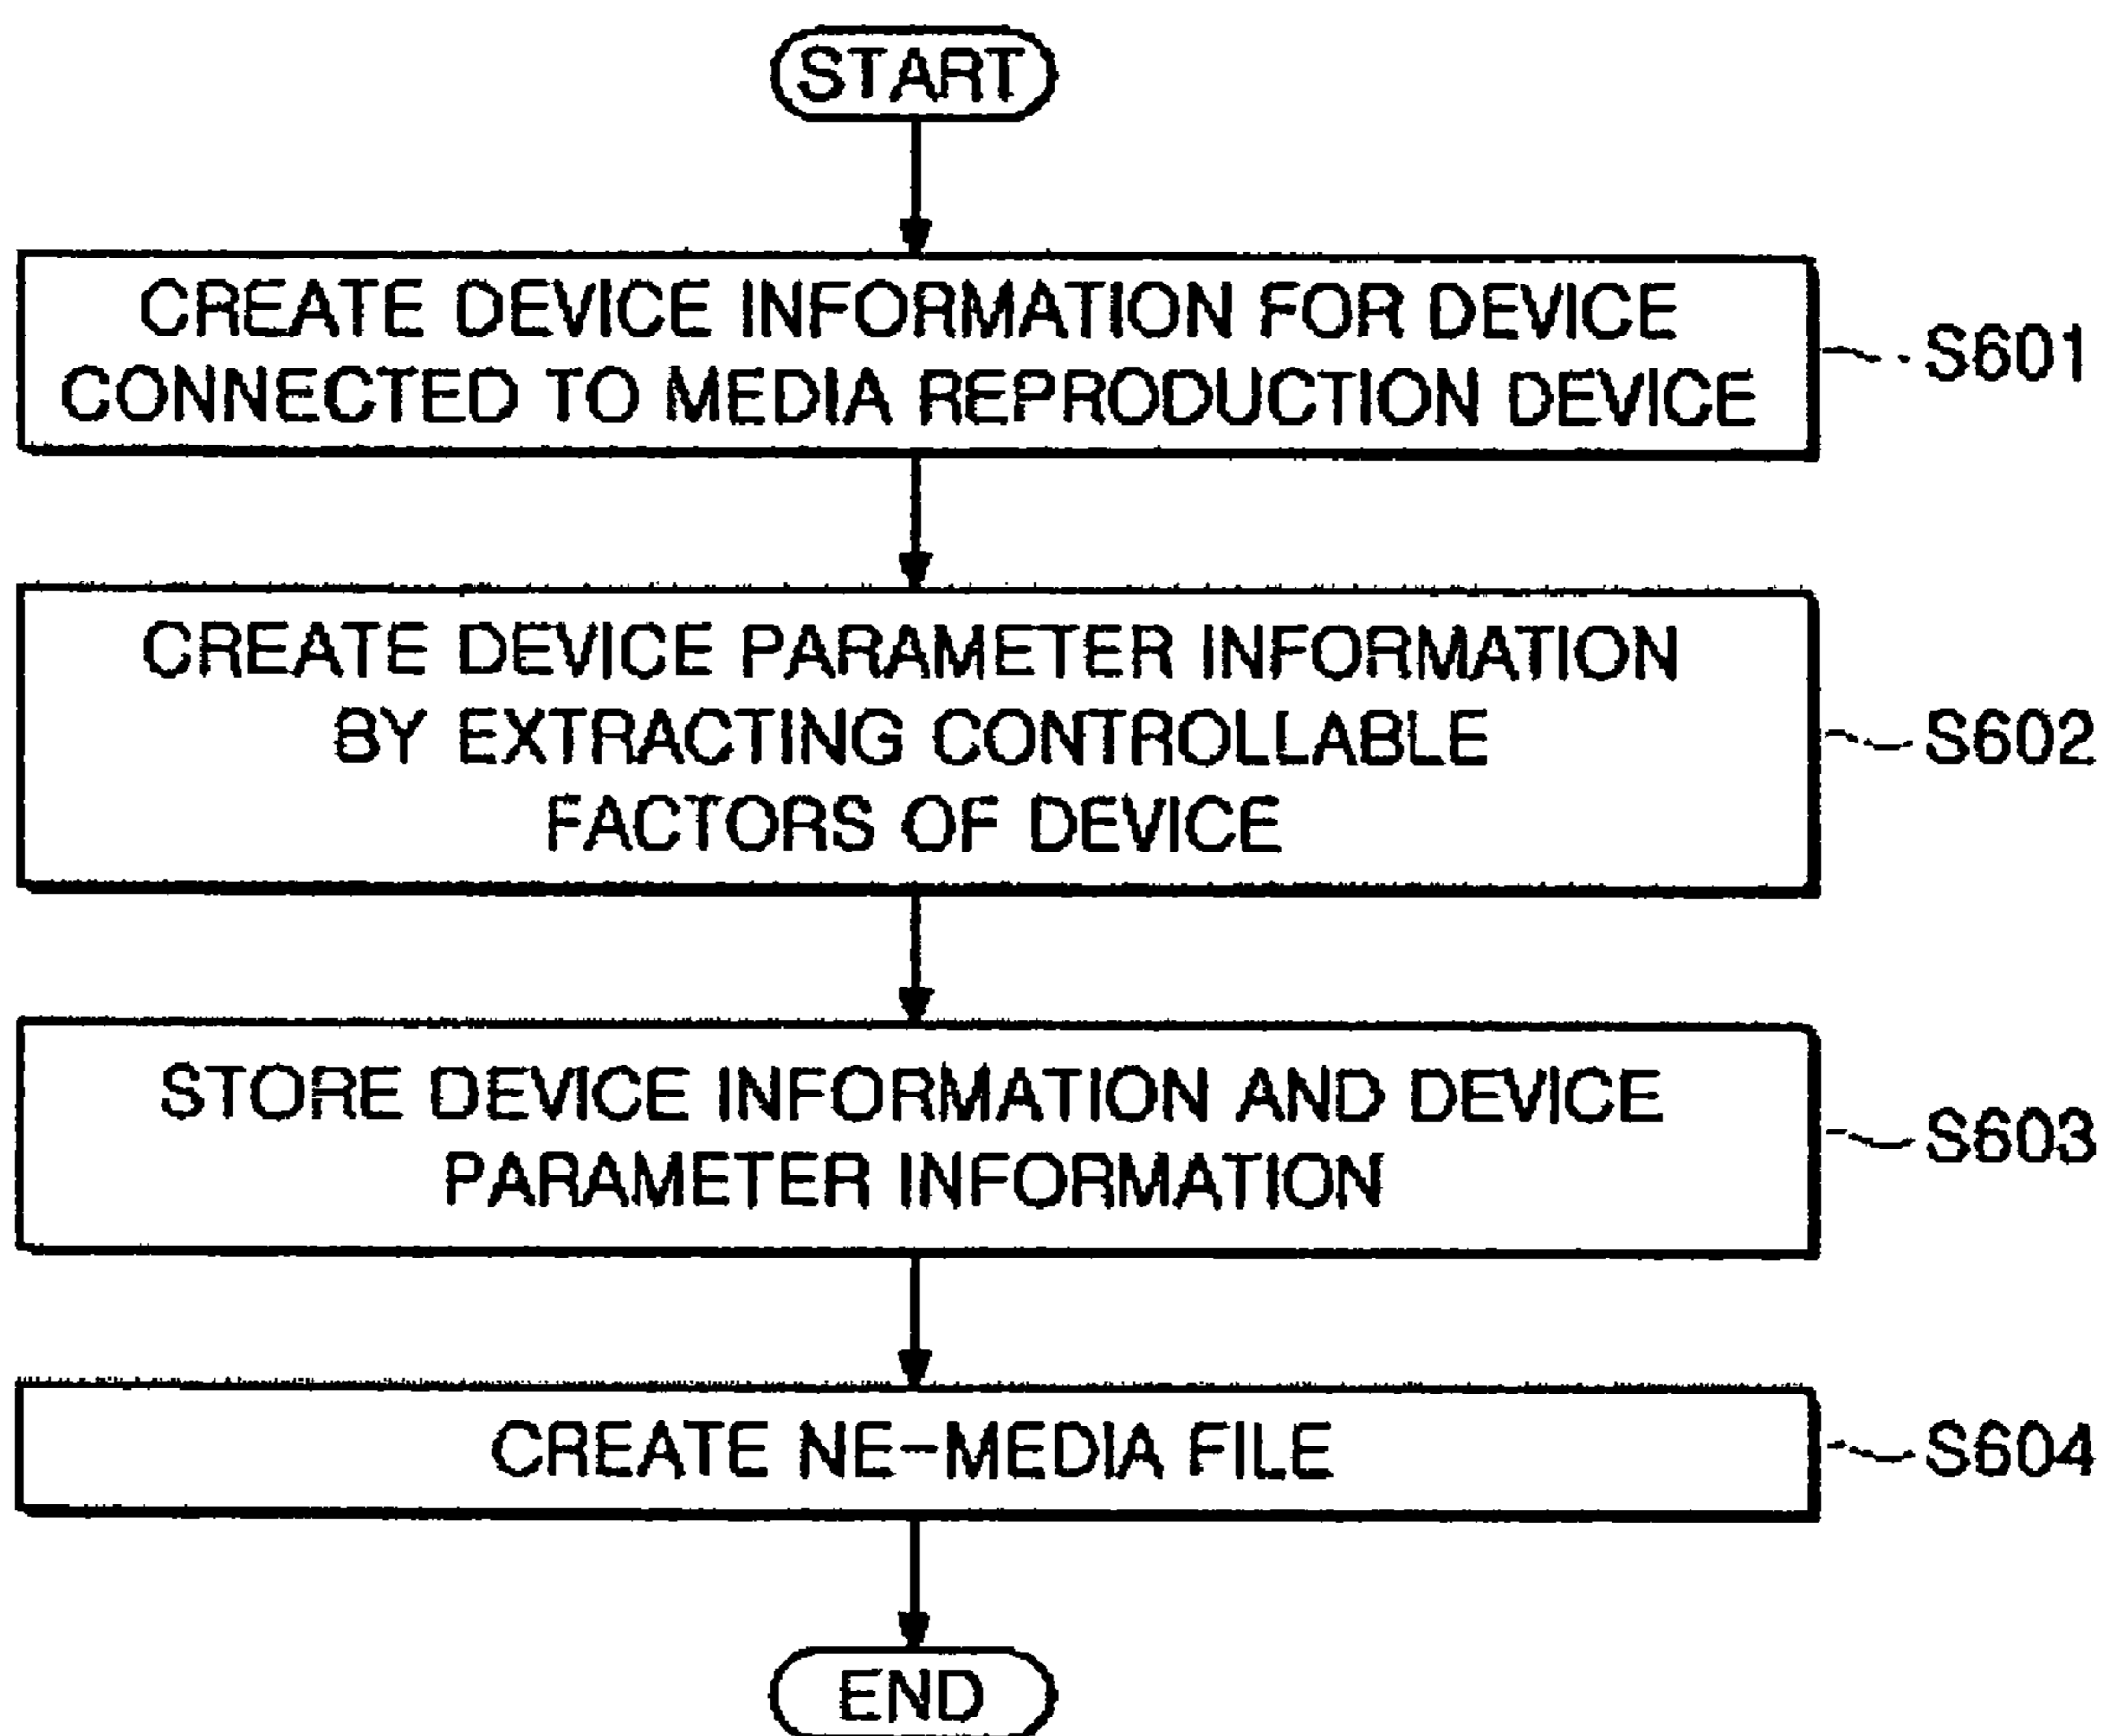 START
CREATE DEVICE INFORMATION FOR DEVICE
CONNECTED TO MEDIA REPRODUCTION DEVICE
S601
CREATE DEVICE PARAMETER INFORMATION
BY EXTRACTING CONTROLLABLE
FACTORS OF DEVICE
S602
STORE DEVICE INFORMATION AND DEVICE
PARAMETER INFORMATION
S603
CREATE NE-MEDIA FILE
S604
END